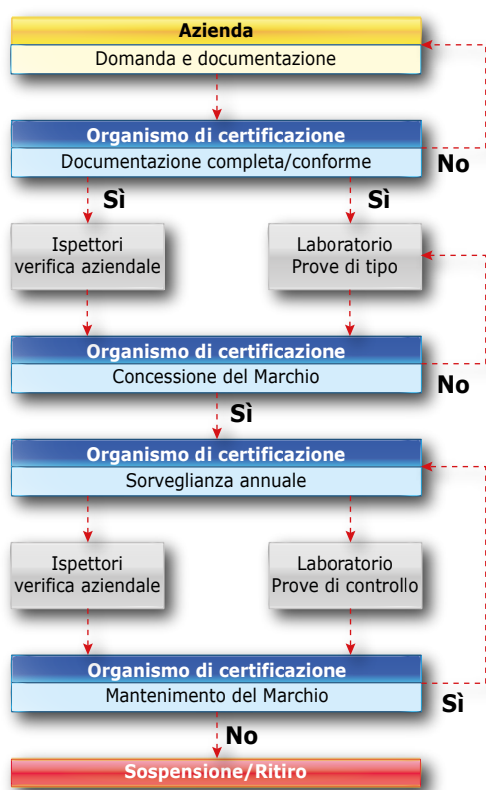 Azienda
Domanda e documentazione
Organismo di certificazione
Documentazione completa/conforme
No
Sì
Sì
Ispettori
verifica aziendale
Laboratorio
Prove di tipo
Organismo di certificazione
Concessione del Marchio
No
Sì
Organismo di certificazione
Sorveglianza annuale
Ispettori
verifica aziendale
Laboratorio
Prove di controllo
Organismo di certificazione
Mantenimento del Marchio
Sì
No
Sospensione/Ritiro